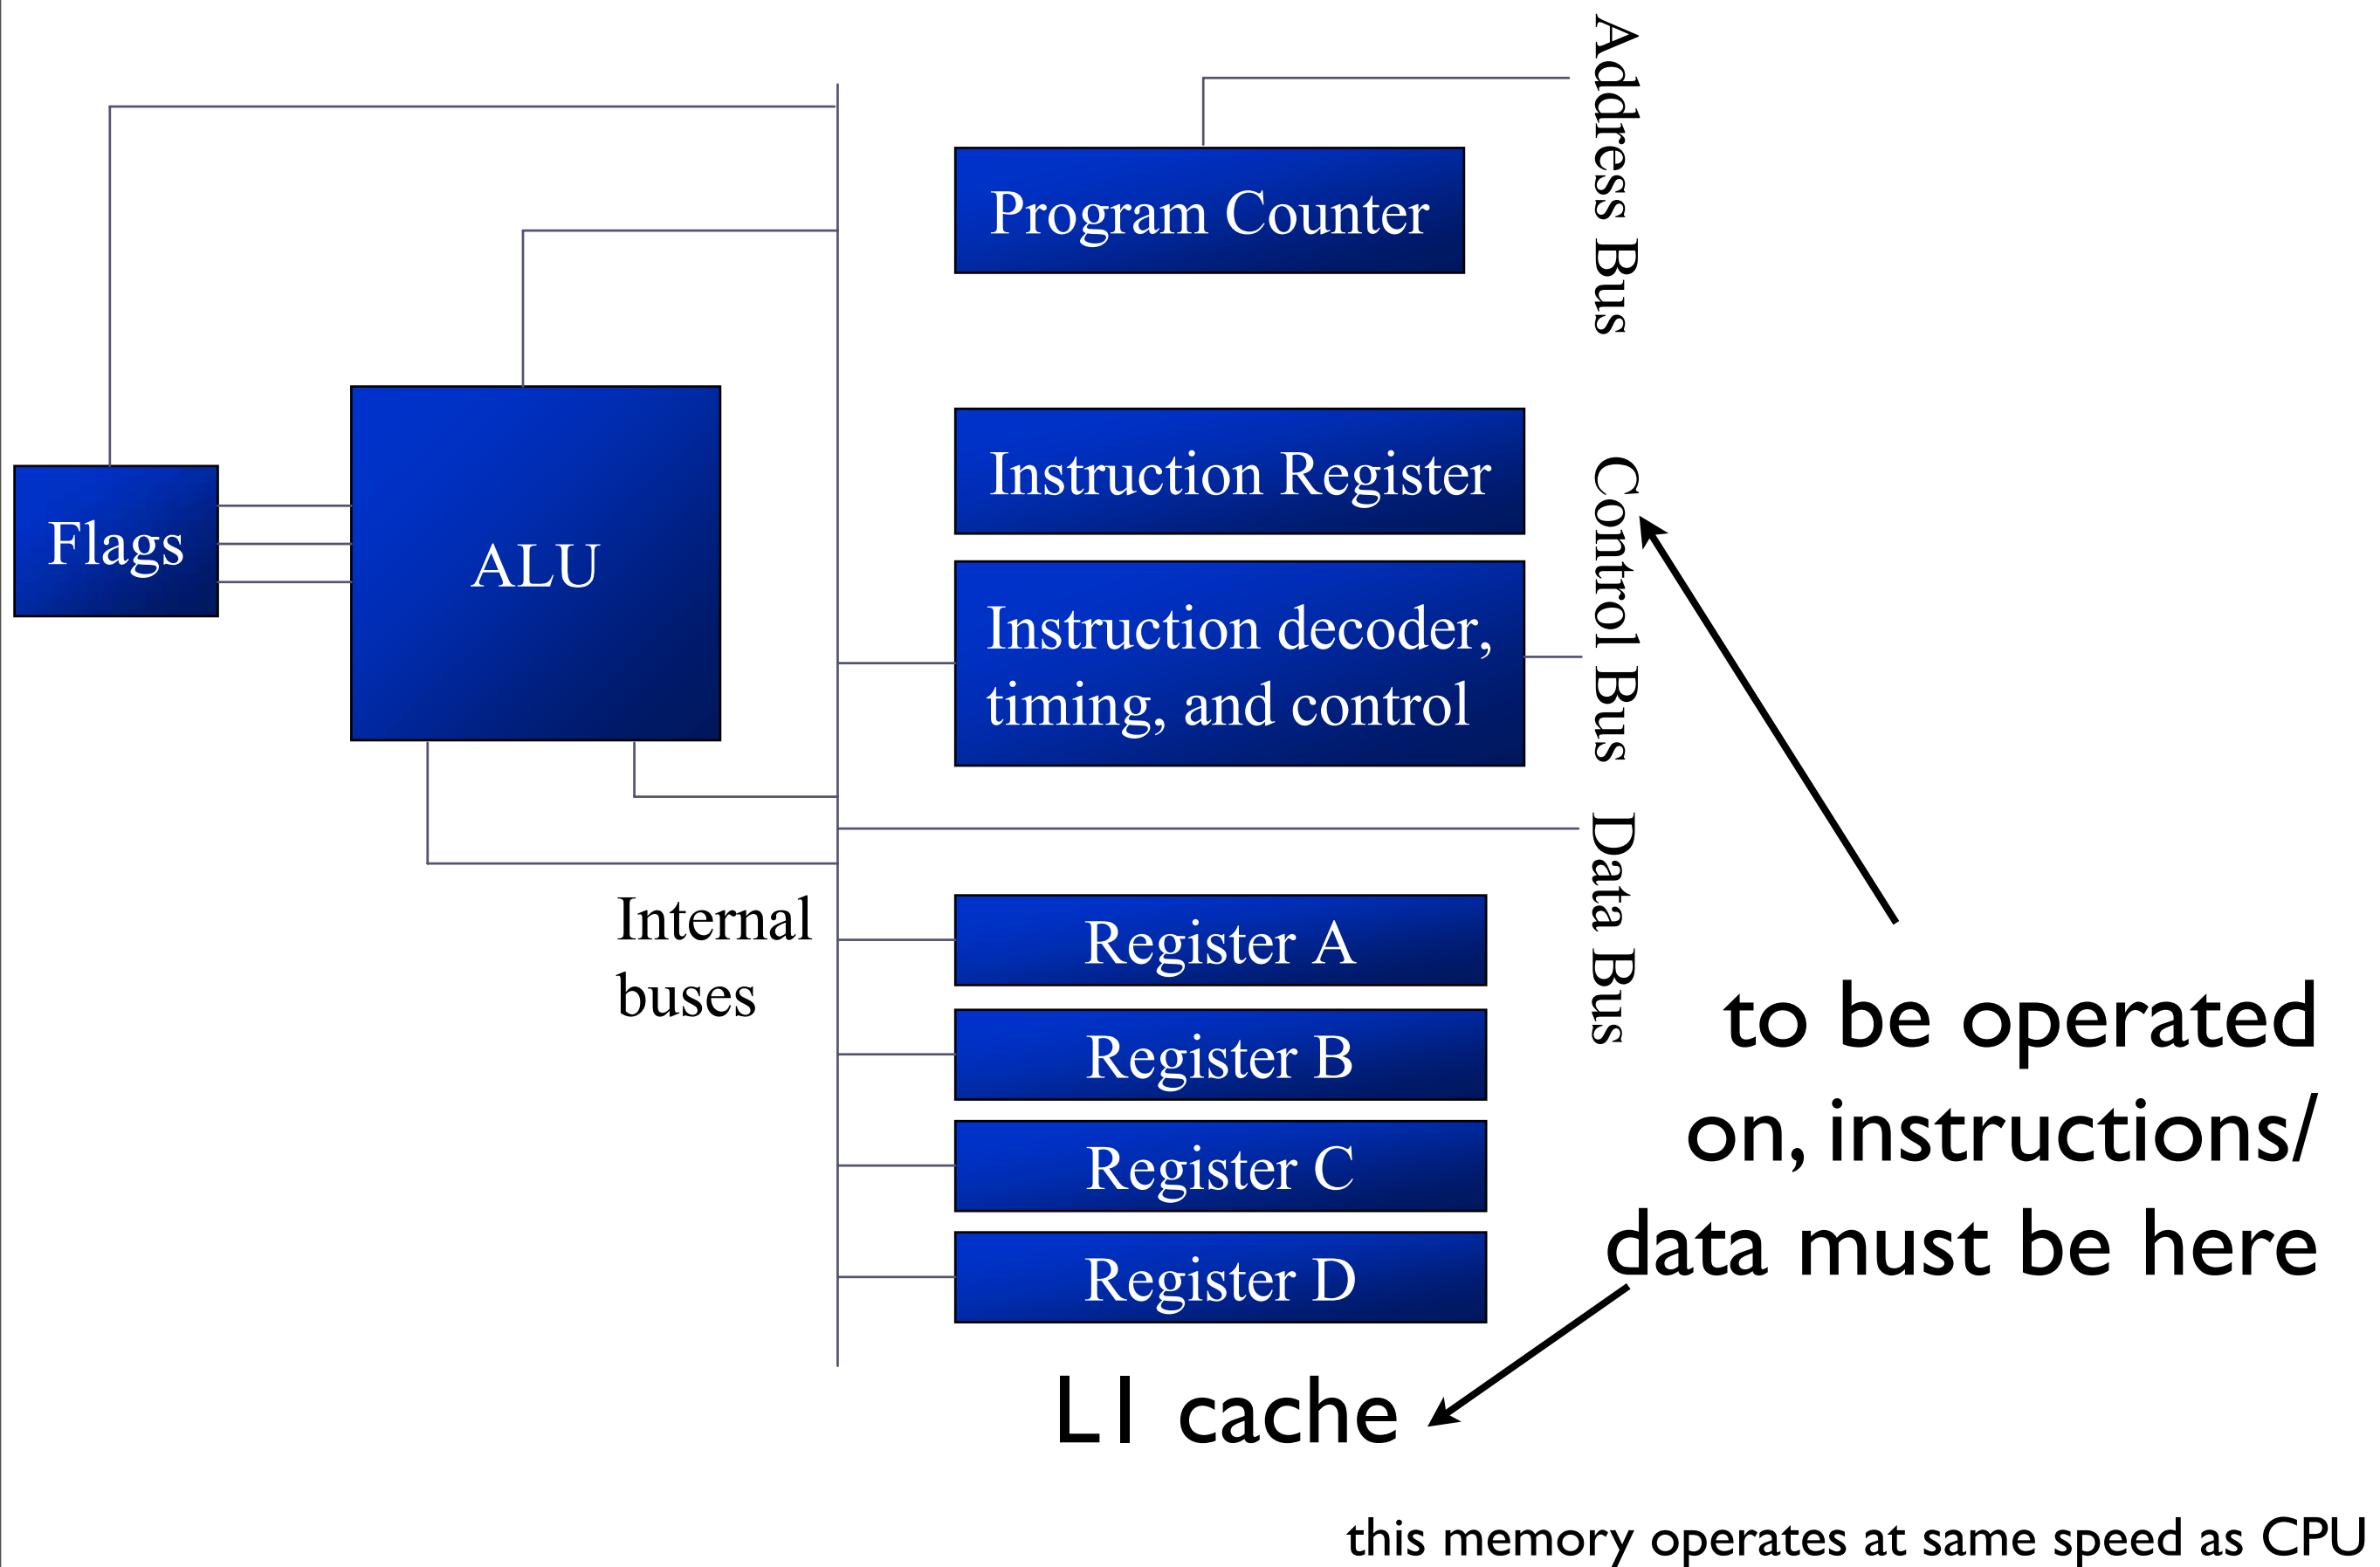 Address Bus
Program Counter
Instruction Register
Control Bus
Flags
ALU
Instruction decoder,
timing, and control
Data Bus
Internal
buses
Register A
Register B
Register C
Register D
to be operated
on, instructions/
data must be here
L1 cache
this memory operates at same speed as CPU